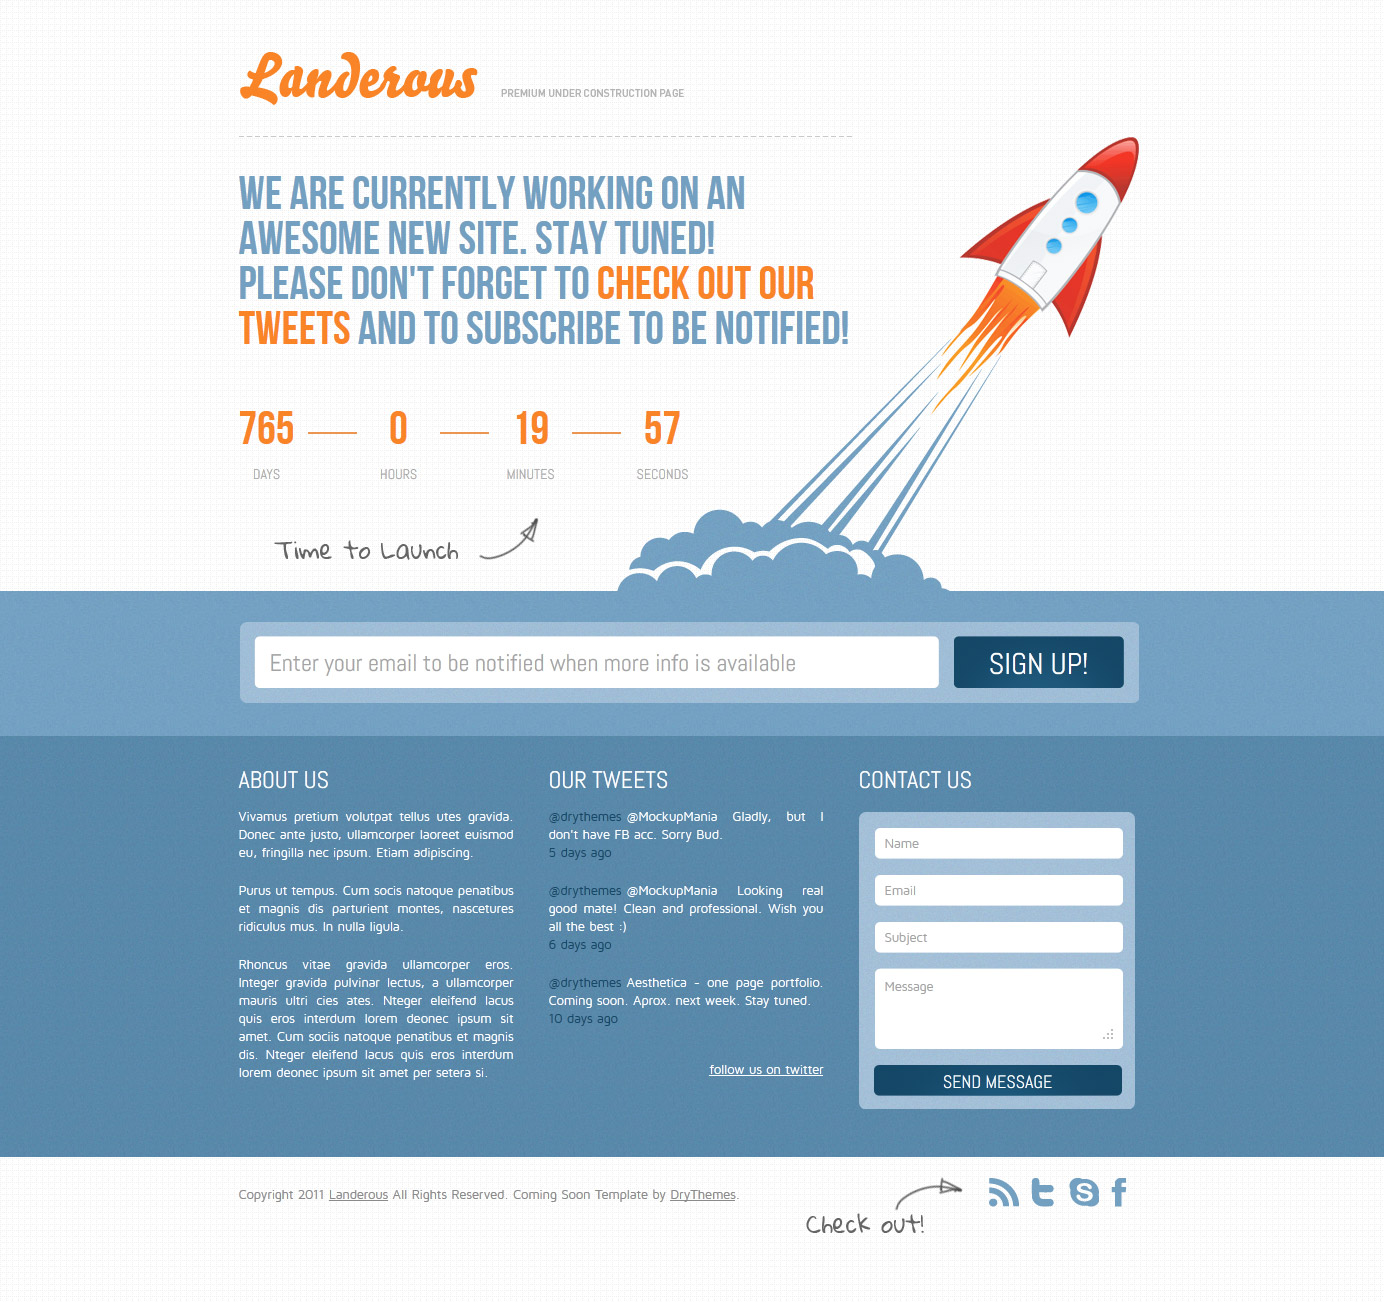 Landerous
PREMIUM UNDER CONSTRUCTION PAGE
WE ARE CURRENTLY WORKING ON AN
AWESOME NEW SITE. STAY TUNED!
PLEASE DON'T FORGET TO CHECK OUT OUR
TWEETS AND TO SUBSCRIBE TO BE NOTIFIED!
765 0 19 57
DAYS HOURS MINUTES SECONDS
Time to Launch
Enter your email to be notified when more info is available
SIGN UP!
ABOUT US
Vivamus pretium volutpat tellus utes gravida.
Donec ante justo, ullamcorper laoreet euismod
eu, fringilla nec ipsum. Etiam adipiscing.
Purus ut tempus. Cum socis natoque penatibus
et magnis dis parturient montes, nascetures
ridiculus mus. In nulla ligula.
Rhoncus vitae gravida ullamcorper eros.
Integer gravida pulvinar lectus, a ullamcorper
mauris ultri cies ates. Nteger eleifend lacus
quis eros interdum lorem deonec ipsum sit
amet. Cum sociis natoque penatibus et magnis
dis. Nteger eleifend lacus quis eros interdum
lorem deonec ipsum sit amet per setera si.
OUR TWEETS
@drythemes @MockupMania Gladly, but I
don't have FB acc. Sorry Bud.
5 days ago
@drythemes @MockupMania Looking real
good mate! Clean and professional. Wish you
all the best :)
6 days ago
@drythemes Aesthetica - one page portfolio.
Coming soon. Aprox. next week. Stay tuned.
10 days ago
follow us on twitter
CONTACT US
Name
Email
Subject
Message
SEND MESSAGE
Copyright 2011 Landerous All Rights Reserved. Coming Soon Template by DryThemes.
Check out!